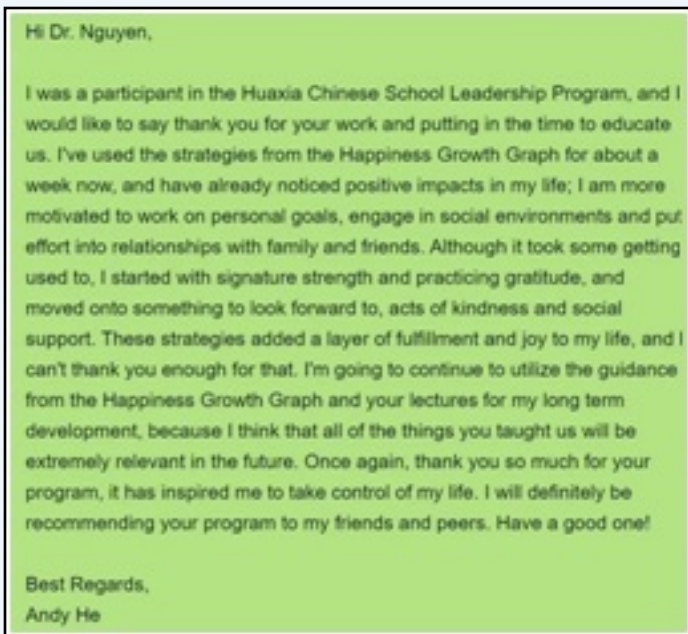 Hi Dr. Nguyen,
I was a participant in the Huaxia Chinese School Leadership Program, and I
would like to say thank you for your work and putting in the time to educate
us. I've used the strategies from the Happiness Growth Graph for about a
week now, and have already noticed positive impacts in my life; I am more
motivated to work on personal goals, engage in social environments and put
effort into relationships with family and friends. Although it took some getting
used to, I started with signature strength and practicing gratitude, and
moved onto something to look forward to, acts of kindness and social
support. These strategies added a layer of fulfillment and joy to my life, and I
can't thank you enough for that. I'm going to continue to utilize the guidance
from the Happiness Growth Graph and your lectures for my long term
development, because I think that all of the things you taught us will be
extremely relevant in the future. Once again, thank you so much for your
program, it has inspired me to take control of my life. I will definitely be
recommending your program to my friends and peers. Have a good one!
Best Regards,
Andy He